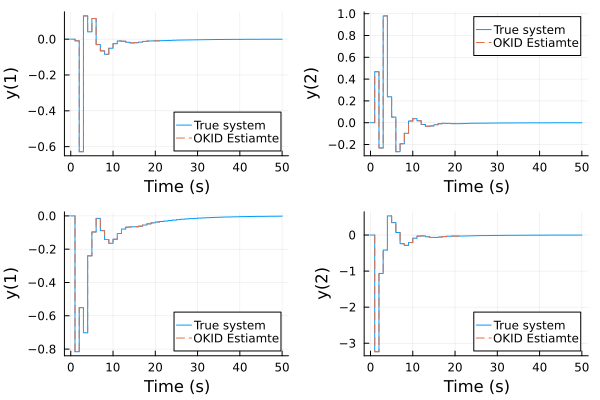 0.0
−0.2
−0.4
−0.6
y(1)
0 10 20 30 40 50
Time (s)
True system
OKID Estiamte
1.0
0.8
0.6
0.4
0.2
0.0
−0.2
y(2)
0 10 20 30 40 50
Time (s)
True system
OKID Estiamte
0.0
−0.2
−0.4
−0.6
−0.8
y(1)
0 10 20 30 40 50
Time (s)
True system
OKID Estiamte
0
−1
−2
−3
y(2)
0 10 20 30 40 50
Time (s)
True system
OKID Estiamte